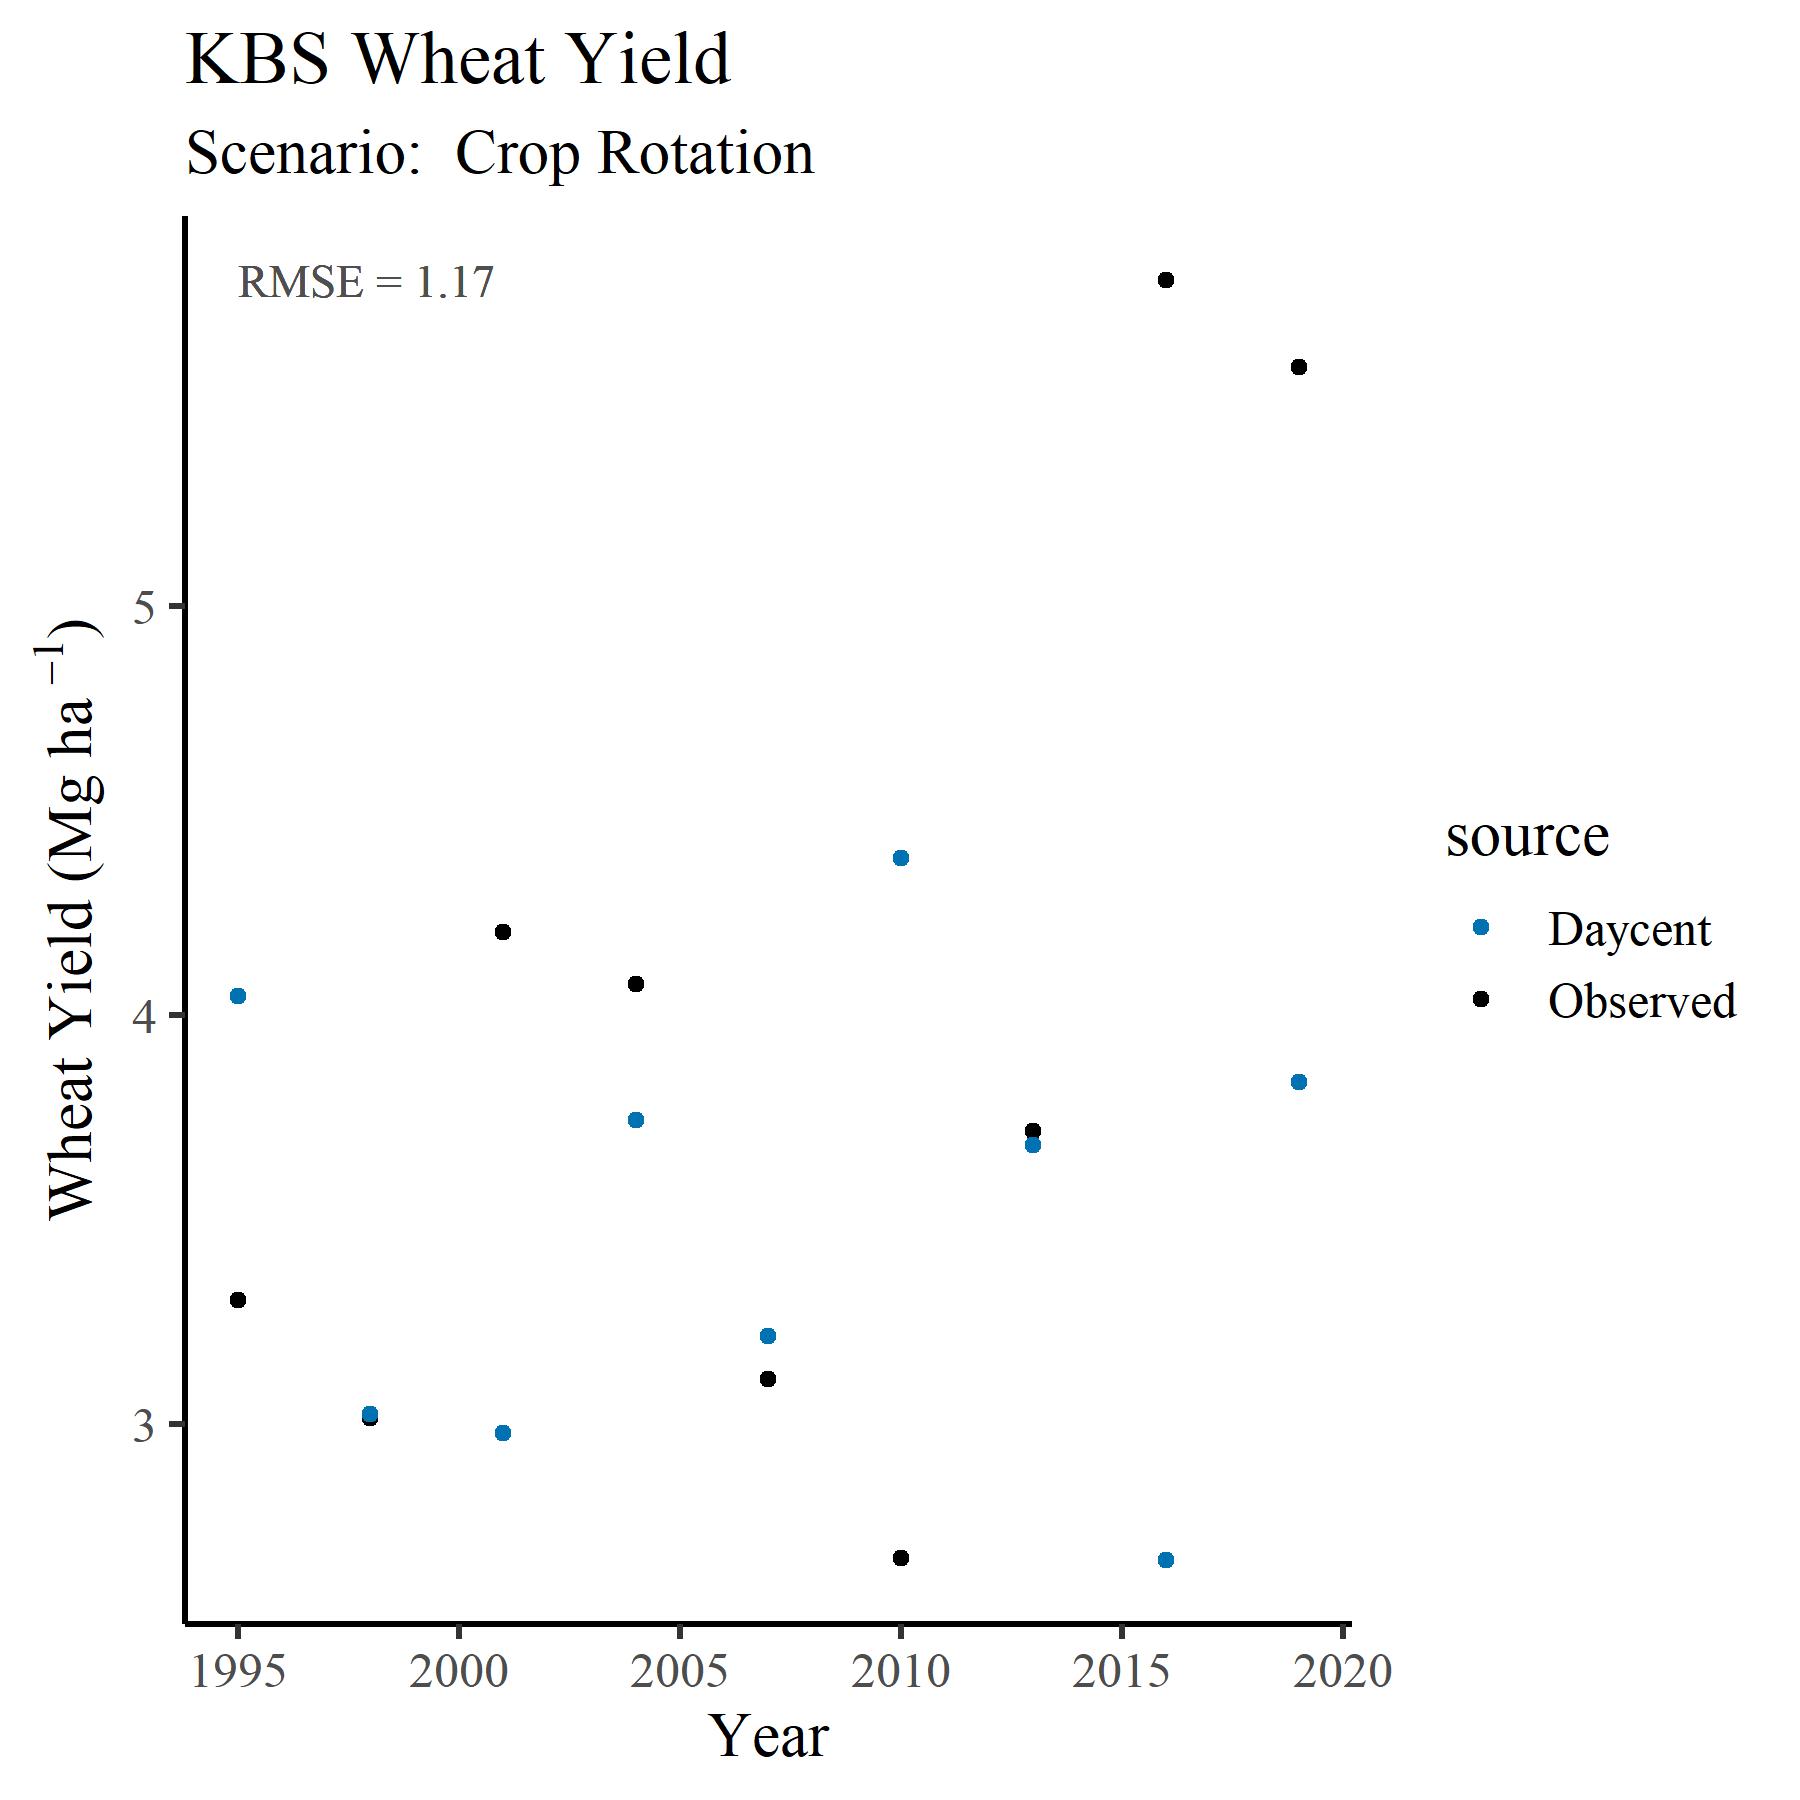 KBS Wheat Yield
Scenario:  Crop Rotation
RMSE = 1.17
Wheat Yield (Mg ha −1)
5
4
3
1995 2000 2005 2010 2015 2020
Year
source
Daycent
Observed